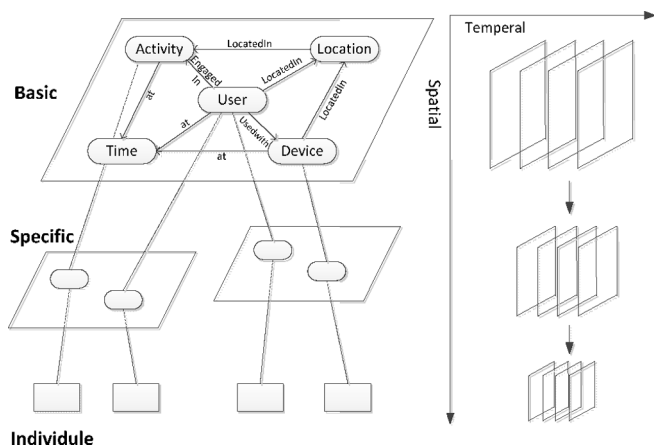 Temperal
Activity
LocatedIn
Location
Engaged
In
LocatedIn
Spatial
Basic
at
User
LocatedIn
at
Usedwith
Time
at
Device
Specific
Individule